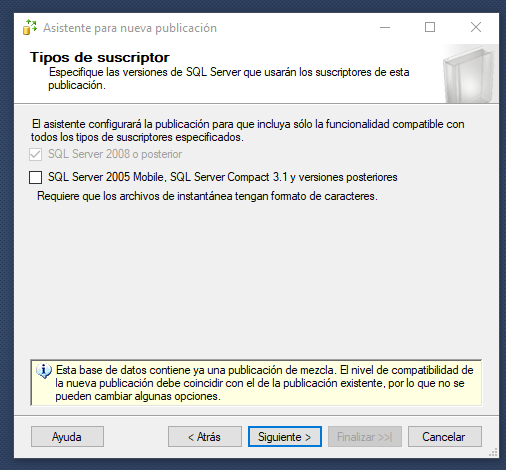 Asistente para nueva publicación
Tipos de suscriptor
Especifique las versiones de SQL Server que usarán los suscriptores de esta
publicación.
El asistente configurará la publicación para que incluya sólo la funcionalidad compatible con
todos los tipos de suscriptores especificados.
SQL Server 2008 o posterior
SQL Server 2005 Mobile, SQL Server Compact 3.1 y versiones posteriores
Requiere que los archivos de instantánea tengan formato de caracteres.
Esta base de datos contiene ya una publicación de mezcla. El nivel de compatibilidad de
la nueva publicación debe coincidir con el de la publicación existente, por lo que no se
pueden cambiar algunas opciones.
Ayuda
< Atrás
Siguiente >
Finalizar >>|
Cancelar